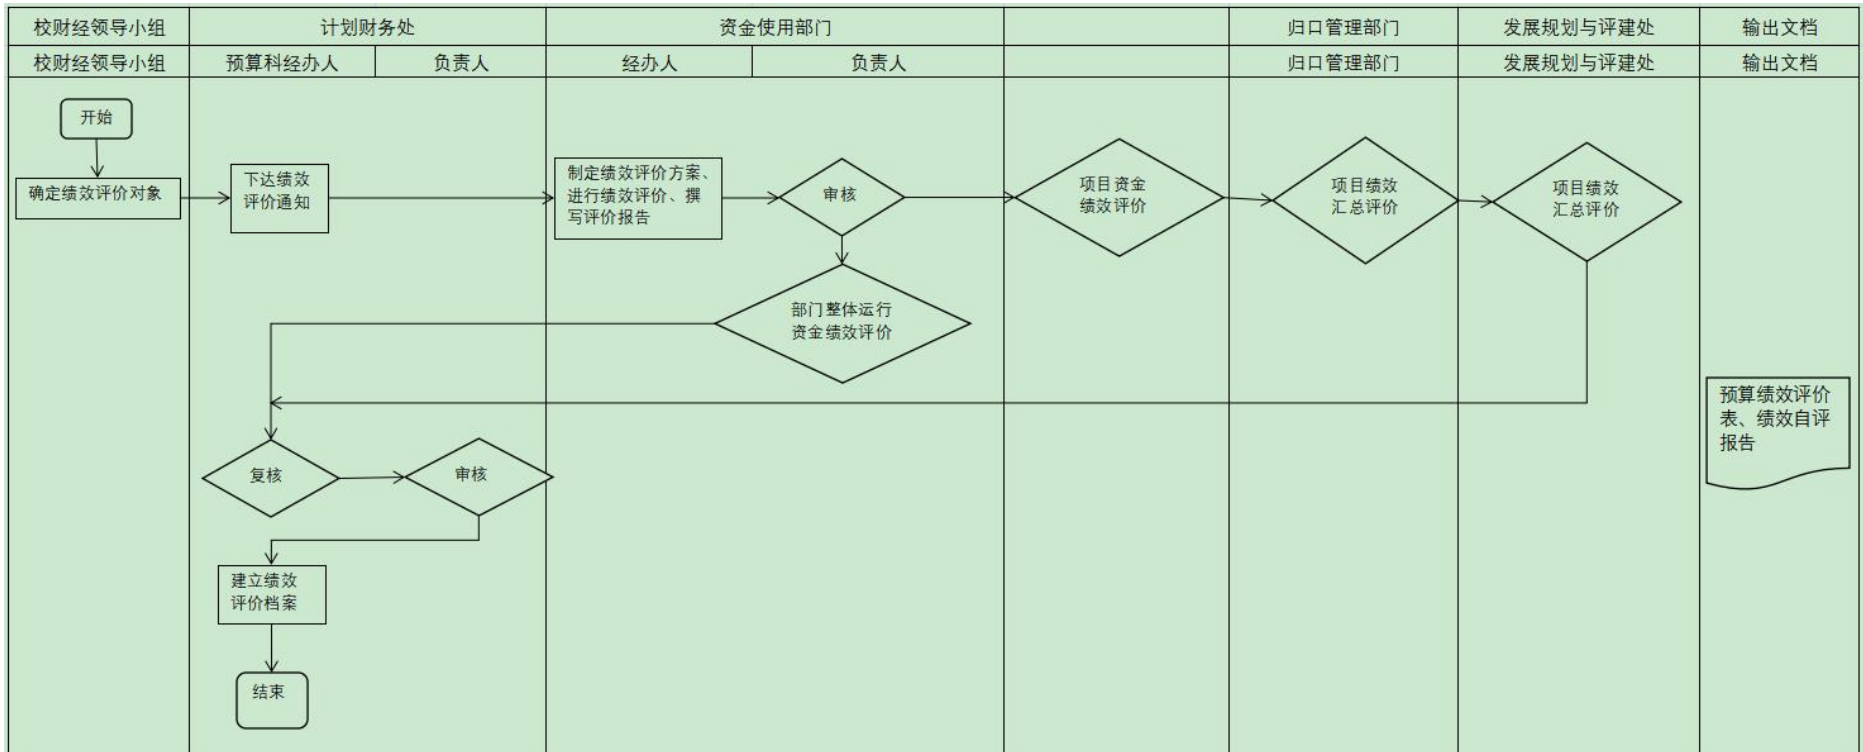 校财经领导小组
计划财务处
资金使用部门
归口管理部门
发展规划与评建处
输出文档
校财经领导小组
预算科经办人
负责人
经办人
负责人
归口管理部门
发展规划与评建处
输出文档
开始
确定绩效评价对象
下达绩效
评价通知
制定绩效评价方案、
进行绩效评价、撰
写评价报告
审核
项目资金
绩效评价
项目绩效
汇总评价
项目绩效
汇总评价
部门整体运行
资金绩效评价
预算绩效评价
表、绩效自评
报告
复核
审核
建立绩效
评价档案
结束